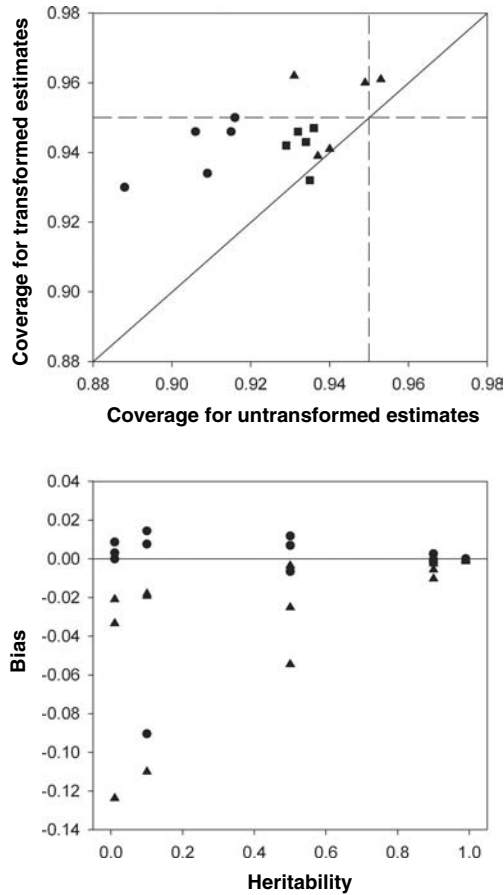 0.98
0.96
0.94
0.92
0.90
0.88
Coverage for transformed estimates
0.88 0.90 0.92 0.94 0.96 0.98
Coverage for untransformed estimates
0.04
0.02
0.00
-0.02
-0.04
-0.06
-0.08
-0.10
-0.12
-0.14
Bias
0.0 0.2 0.4 0.6 0.8 1.0
Heritability